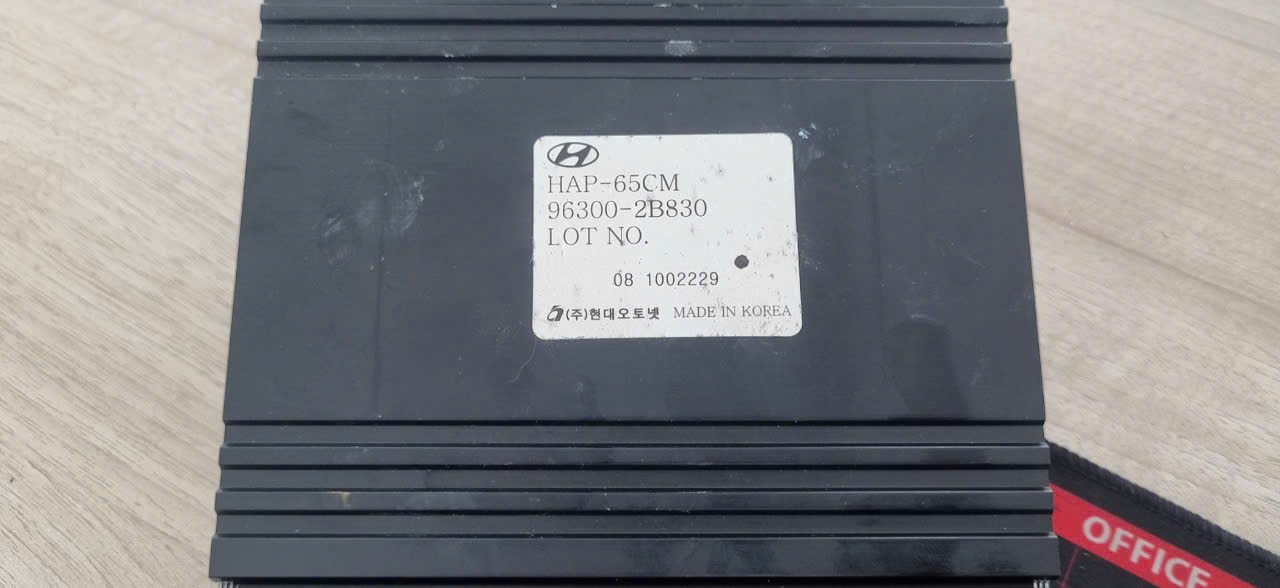 HAP-65CM
96300-2B830
LOT NO.
08 1002229
(주)현대오토넷 MADE IN KOREA
OFFICE